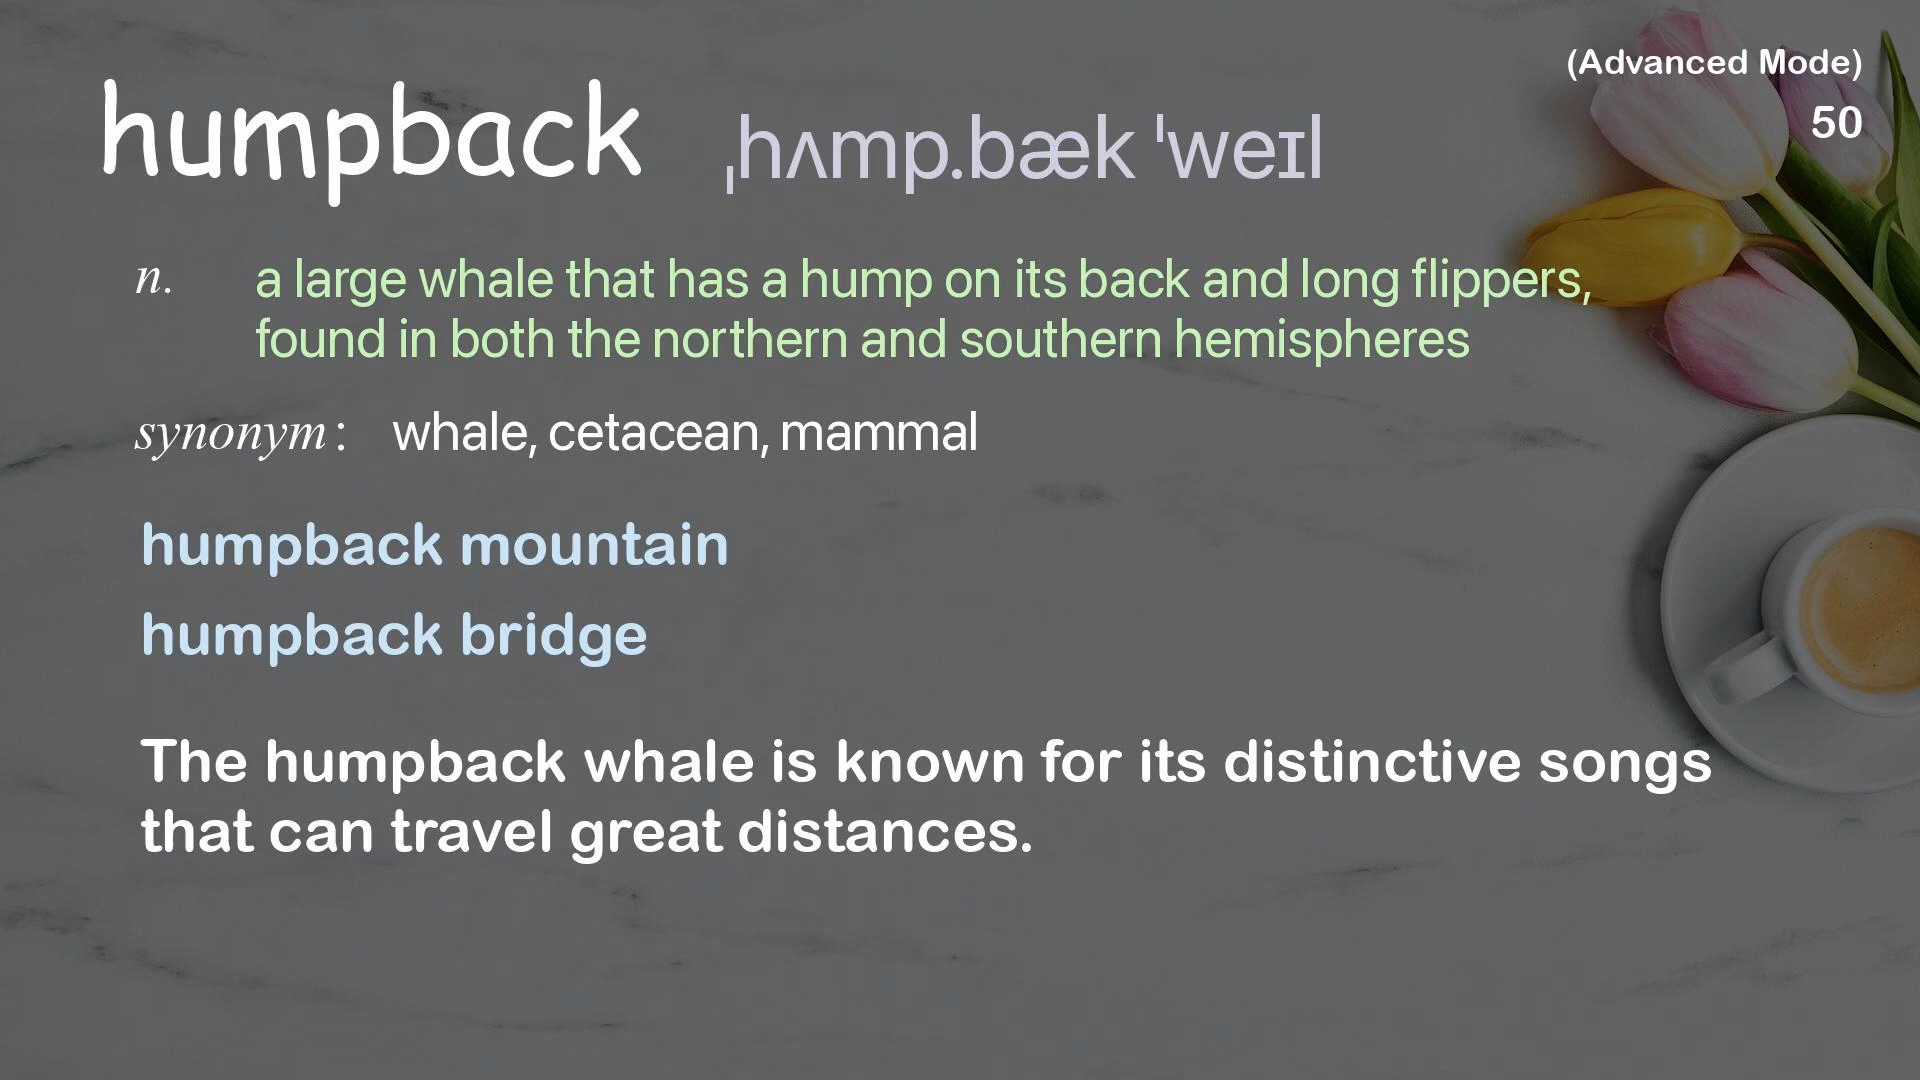 (Advanced Mode)
50
humpback ˌhʌmp.bæk ˈweɪl
n. a large whale that has a hump on its back and long flippers,
found in both the northern and southern hemispheres
synonym: whale, cetacean, mammal
humpback mountain
humpback bridge
The humpback whale is known for its distinctive songs
that can travel great distances.